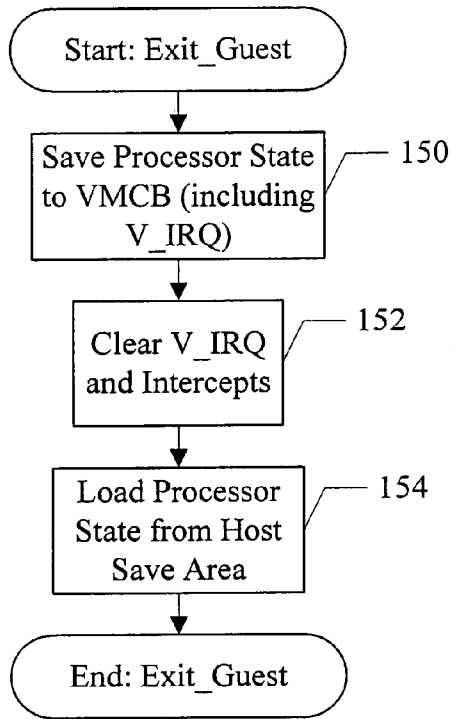 Start: Exit_Guest
Save Processor State
to VMCB (including
V_IRQ)
150
Clear V_IRQ
and Intercepts
152
Load Processor
State from Host
Save Area
154
End: Exit_Guest